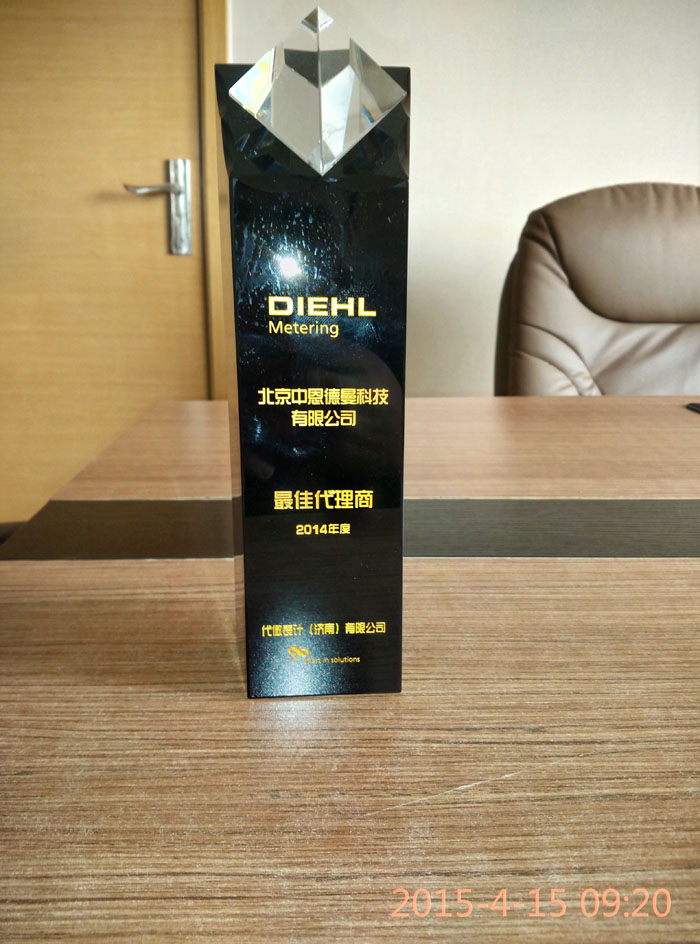 DIEHL
Metering
北京中恩德曼科技
有限公司
最佳代理商
2014年度
代傲表计（济南）有限公司
in solutions
2015-4-15 09:20